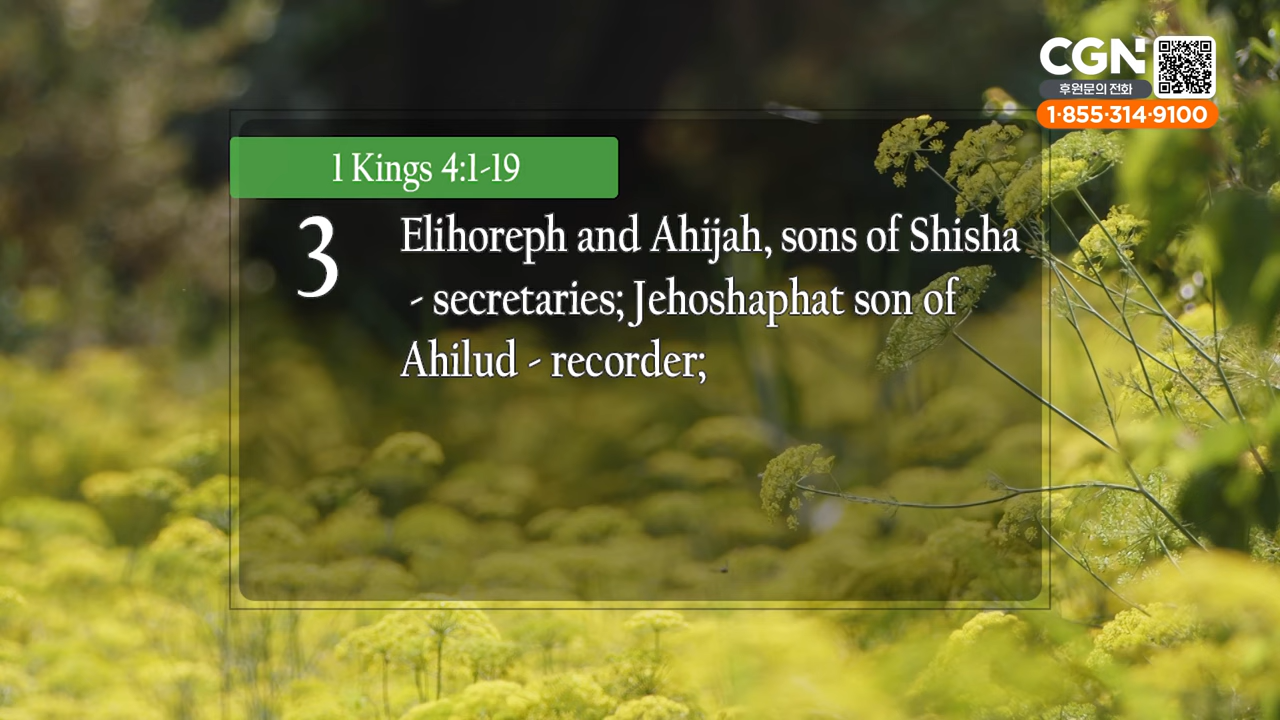 CGN
후원문의 전화
1·855·314·9100
1 Kings 4:1-19
3 Elihoreph and Ahijah, sons of Shisha
- secretaries; Jehoshaphat son of
Ahilud - recorder;